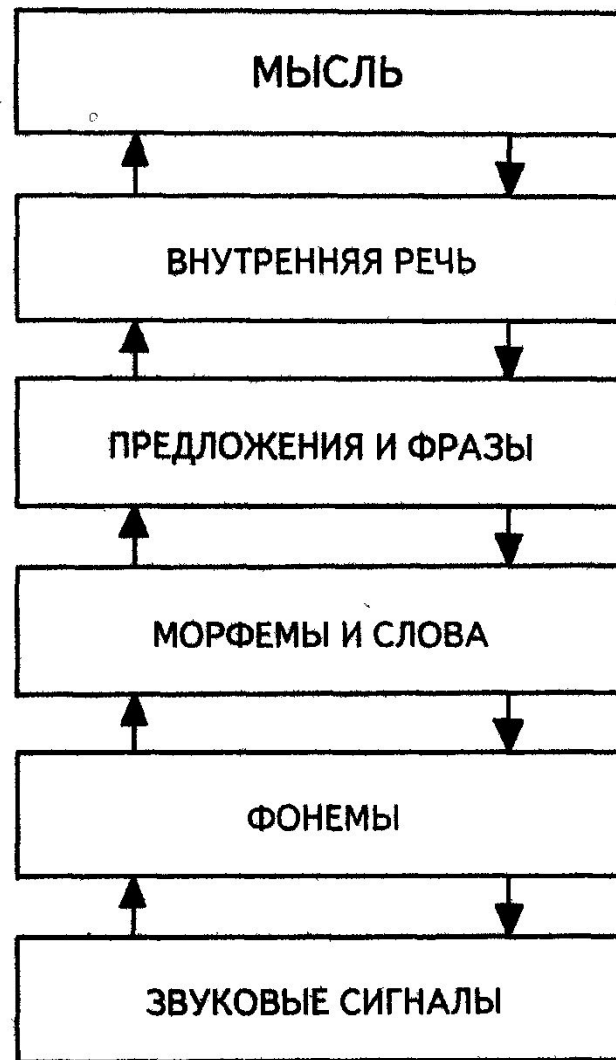 МЫСЛЬ
ВНУТРЕННЯЯ РЕЧЬ
ПРЕДЛОЖЕНИЯ И ФРАЗЫ
МОРФЕМЫ И СЛОВА
ФОНЕМЫ
ЗВУКОВЫЕ СИГНАЛЫ